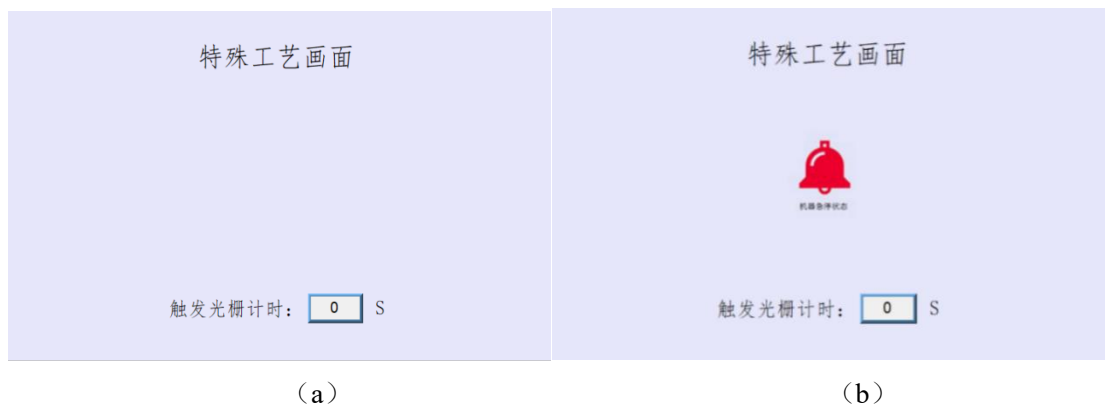 特殊工艺画面
触发光栅计时： 0 S
（a）
特殊工艺画面
机器急停状态
触发光栅计时： 0 S
（b）